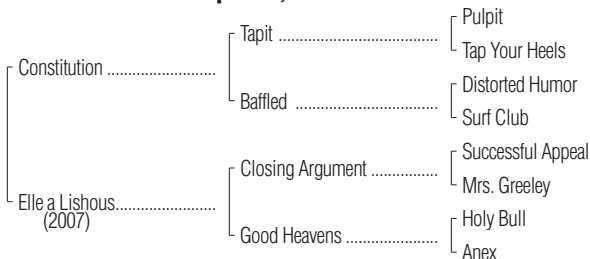 Pulpit
Tapit ................................
Tap Your Heels
Constitution ........................
Distorted Humor
Baffled ................................
Surf Club
Successful Appeal
Closing Argument ...............
Mrs. Greeley
Elle a Lishous......................
(2007)
Holy Bull
Good Heavens ....................
Anex